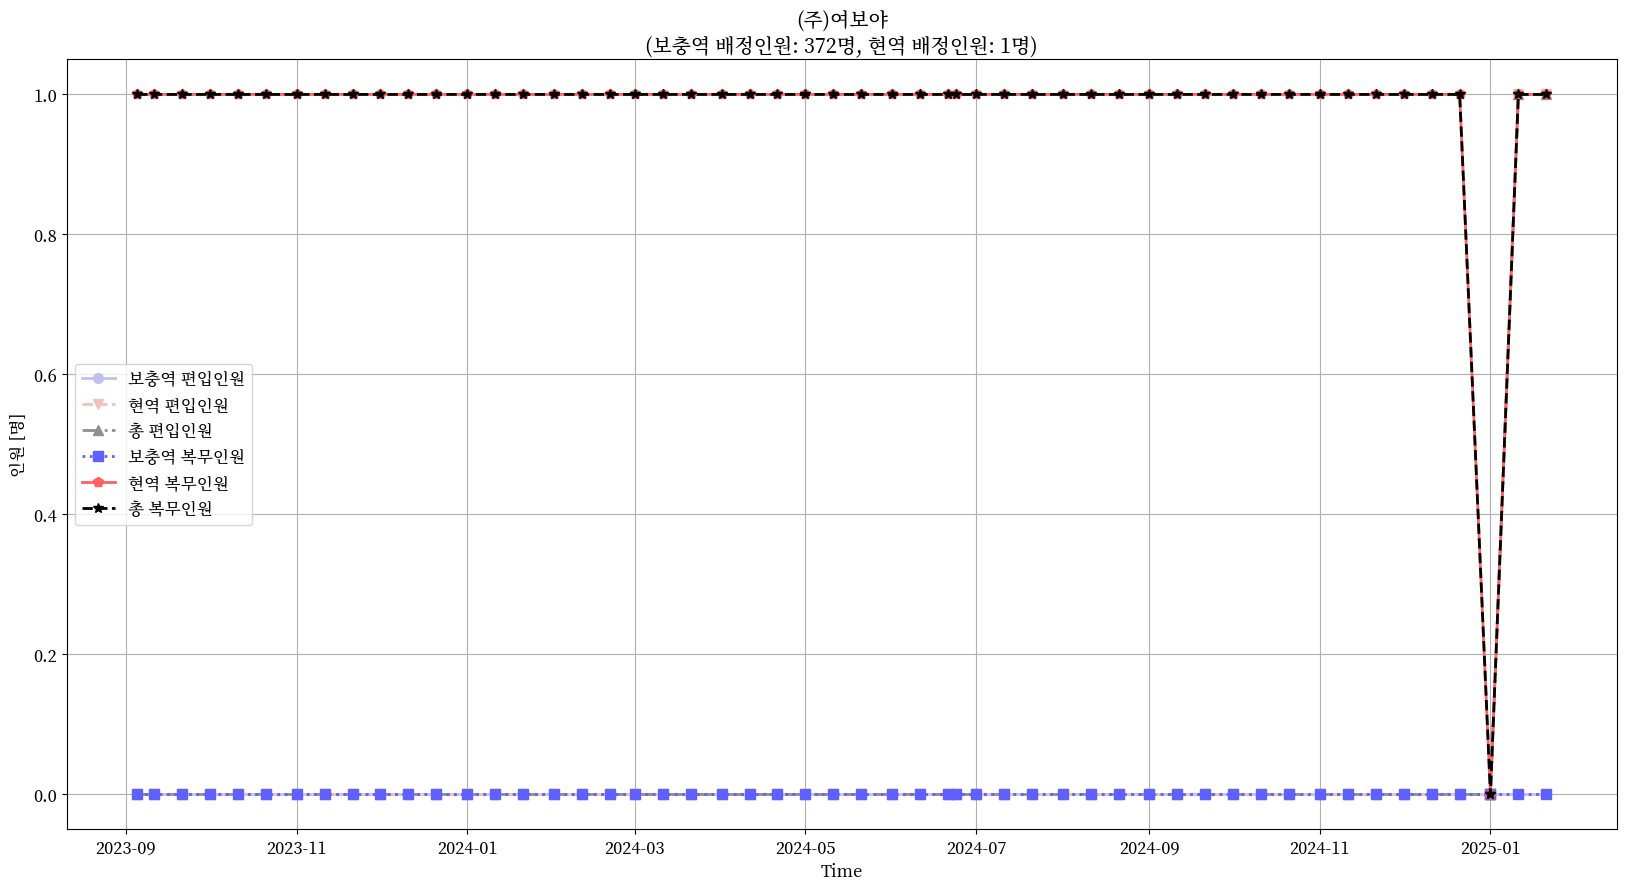 (주)여보야
(보충역 배정인원: 372명, 현역 배정인원: 1명)
인원 [명]
1.0
0.8
0.6
0.4
0.2
0.0
보충역 편입인원
현역 편입인원
총 편입인원
보충역 복무인원
현역 복무인원
총 복무인원
2023-09 2023-11 2024-01 2024-03 2024-05 2024-07 2024-09 2024-11 2025-01
Time